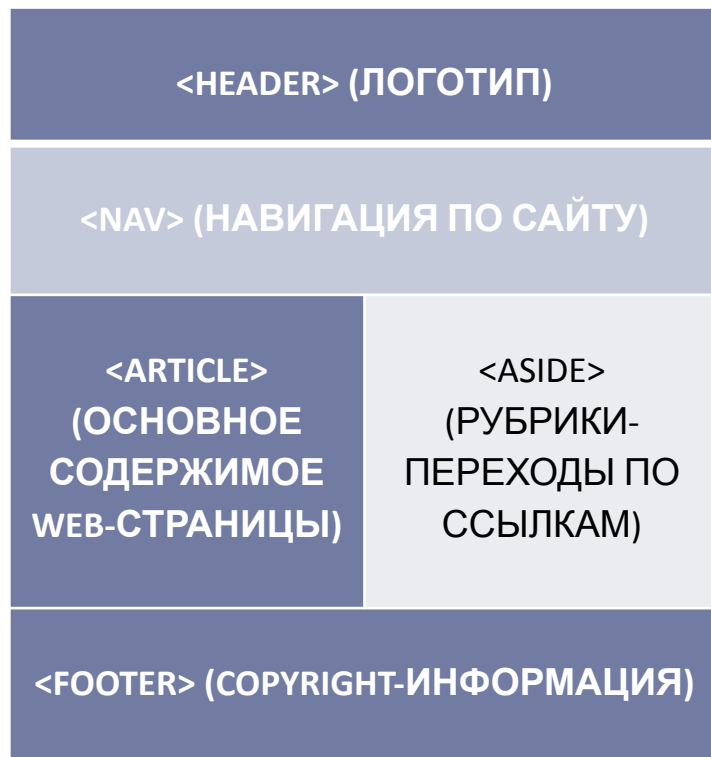 <HEADER> (ЛОГОТИП)
<NAV> (НАВИГАЦИЯ ПО САЙТУ)
<ARTICLE>
(ОСНОВНОЕ
СОДЕРЖИМОЕ
WEB-СТРАНИЦЫ)
<ASIDE>
(РУБРИКИ-
ПЕРЕХОДЫ ПО
ССЫЛКАМ)
<FOOTER> (COPYRIGHT-ИНФОРМАЦИЯ)